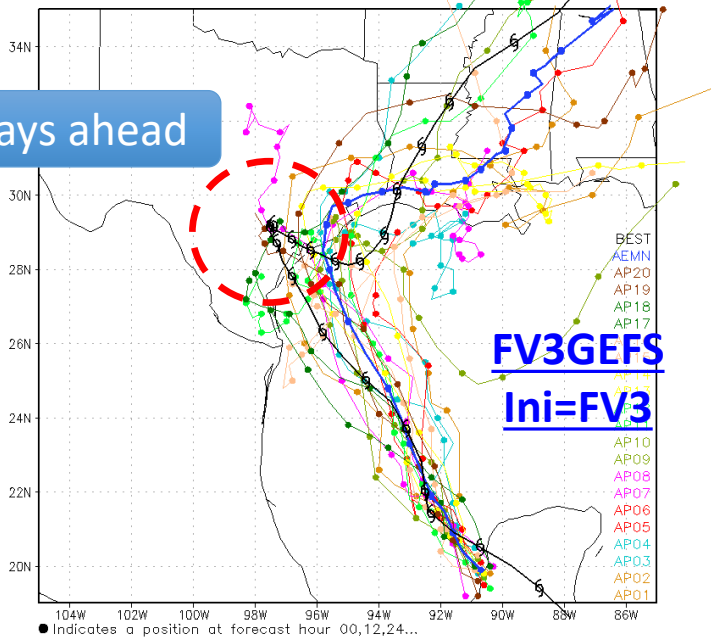 34N
ays ahead
30N
28N
26N
24N
22N
20N
BEST
AEMN
AP20
AP19
AP18
AP17
FV3GEFS
Ini=FV3
AP10
AP09
AP08
AP07
AP06
AP05
AP04
AP03
AP02
AP01
104W 102W 100W 98W 96W 94W 92W 90W 88W 86W
Indicates a position at forecast hour 00,12,24...